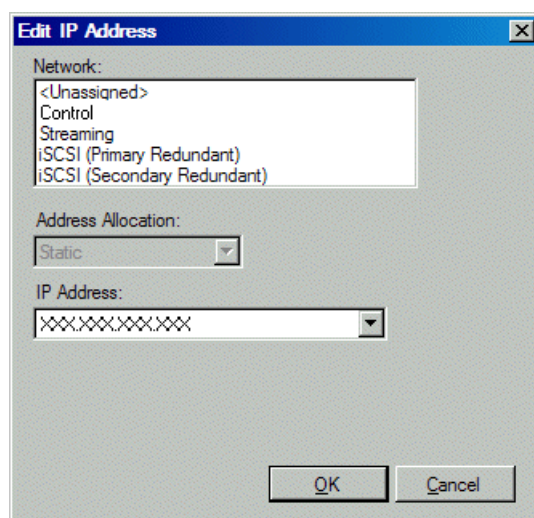 Edit IP Address
Network:
<Unassigned>
Control
Streaming
iSCSI (Primary Redundant)
iSCSI (Secondary Redundant)
Address Allocation:
Static
IP Address:
XXX.XXX.XXX.XXX
OK Cancel